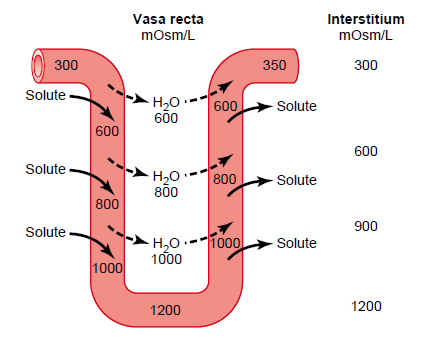 Vasa recta
mOsm/L
Interstitium
mOsm/L
300
350
300
Solute
H₂O
600
600
Solute
600
600
Solute
H₂O
800
800
Solute
800
900
Solute
H₂O
1000
1000
Solute
1000
1200
1200